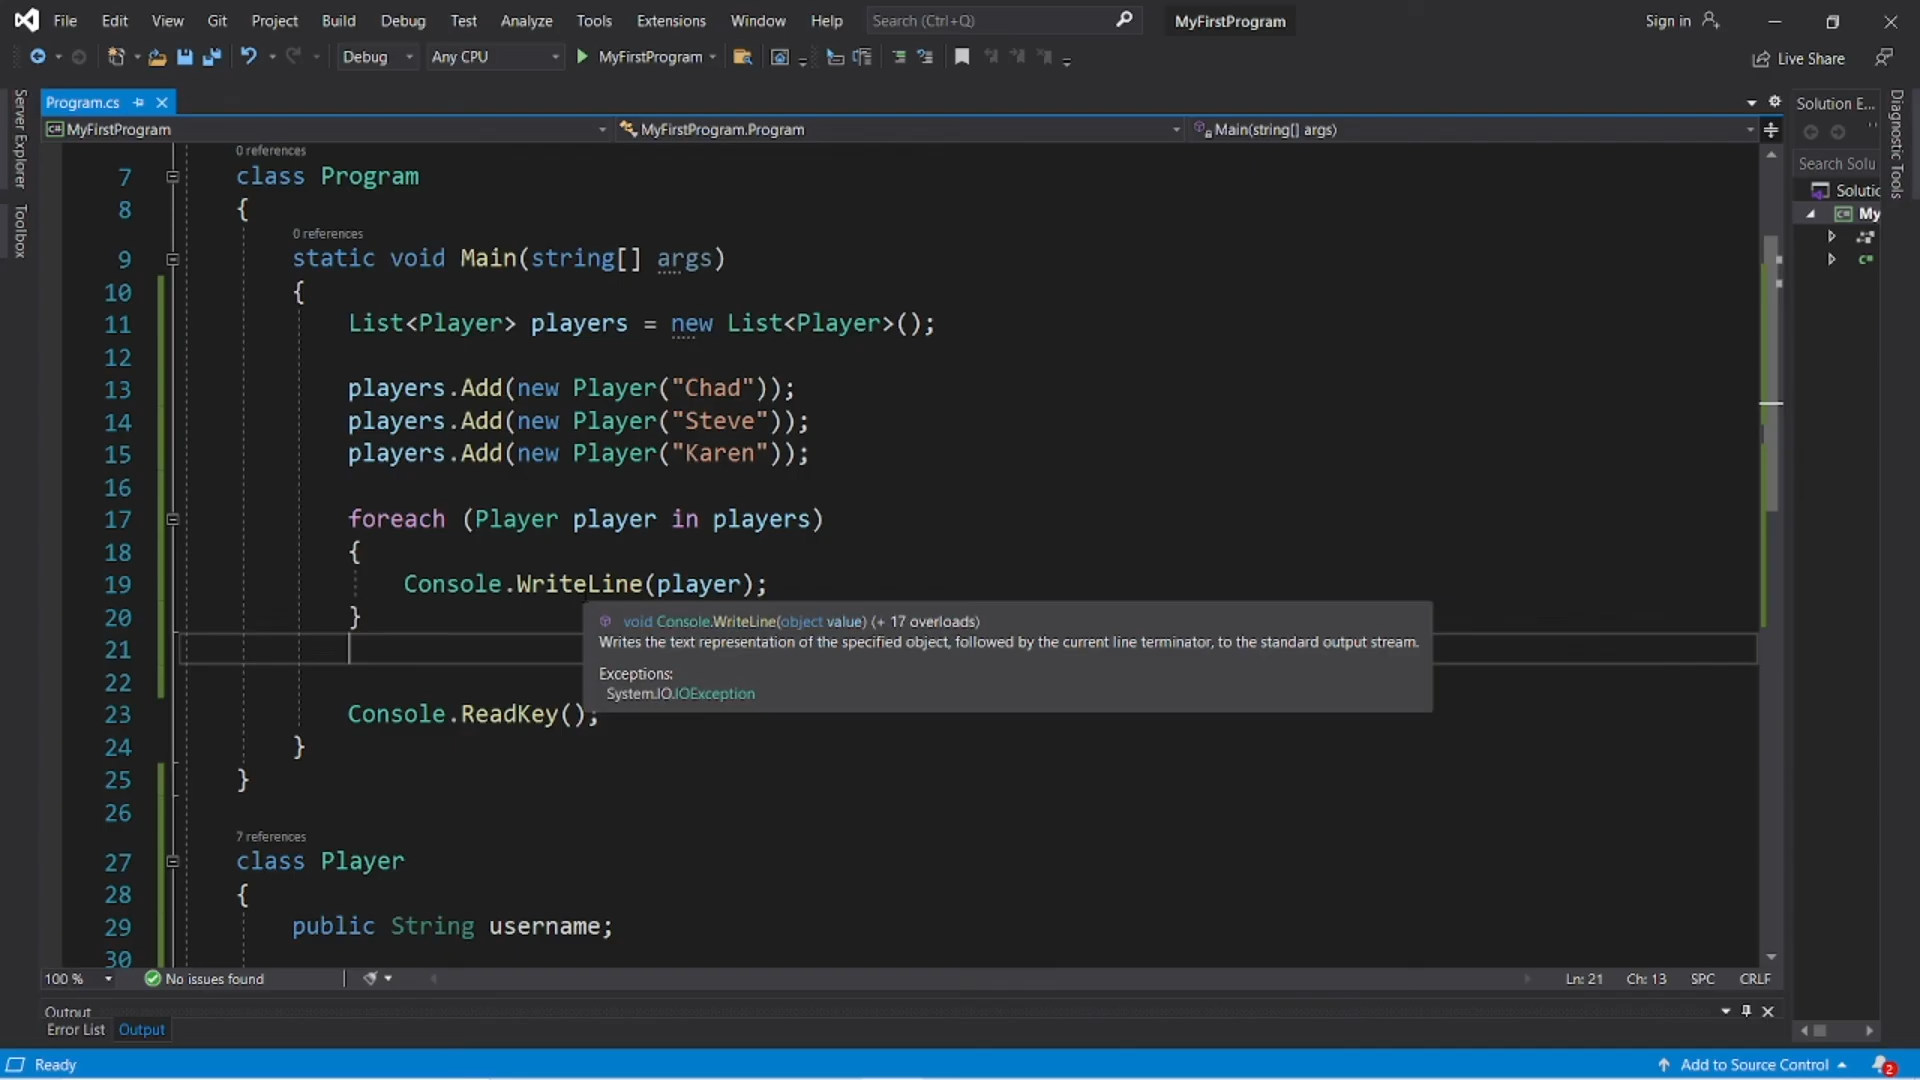 File Edit View Git Project Build Debug Test Analyze Tools Extensions Window Help Search (Ctrl+Q) MyFirstProgram Sign in
Debug Any CPU MyFirstProgram Live Share
Program.cs Solution E...
MyFirstProgram MyFirstProgram.Program Main(string[] args)
Server Explorer
Toolbox
Diagnostic Tools
Search Solu
Solutio
My
0 references
7 class Program
8 {
0 references
9 static void Main(string[] args)
10 {
11 List<Player> players = new List<Player>();
12
13 players.Add(new Player("Chad"));
14 players.Add(new Player("Steve"));
15 players.Add(new Player("Karen"));
16
17 foreach (Player player in players)
18 {
19 Console.WriteLine(player);
20 }
void Console.WriteLine(object value) (+ 17 overloads)
Writes the text representation of the specified object, followed by the current line terminator, to the standard output stream.
Exceptions:
System.IO.IOException
21
22
23 Console.ReadKey();
24 }
25 }
26
7 references
27 class Player
28 {
29 public String username;
30
100 % No issues found Ln: 21 Ch: 13 SPC CRLF
Output
Error List Output
Ready Add to Source Control 2